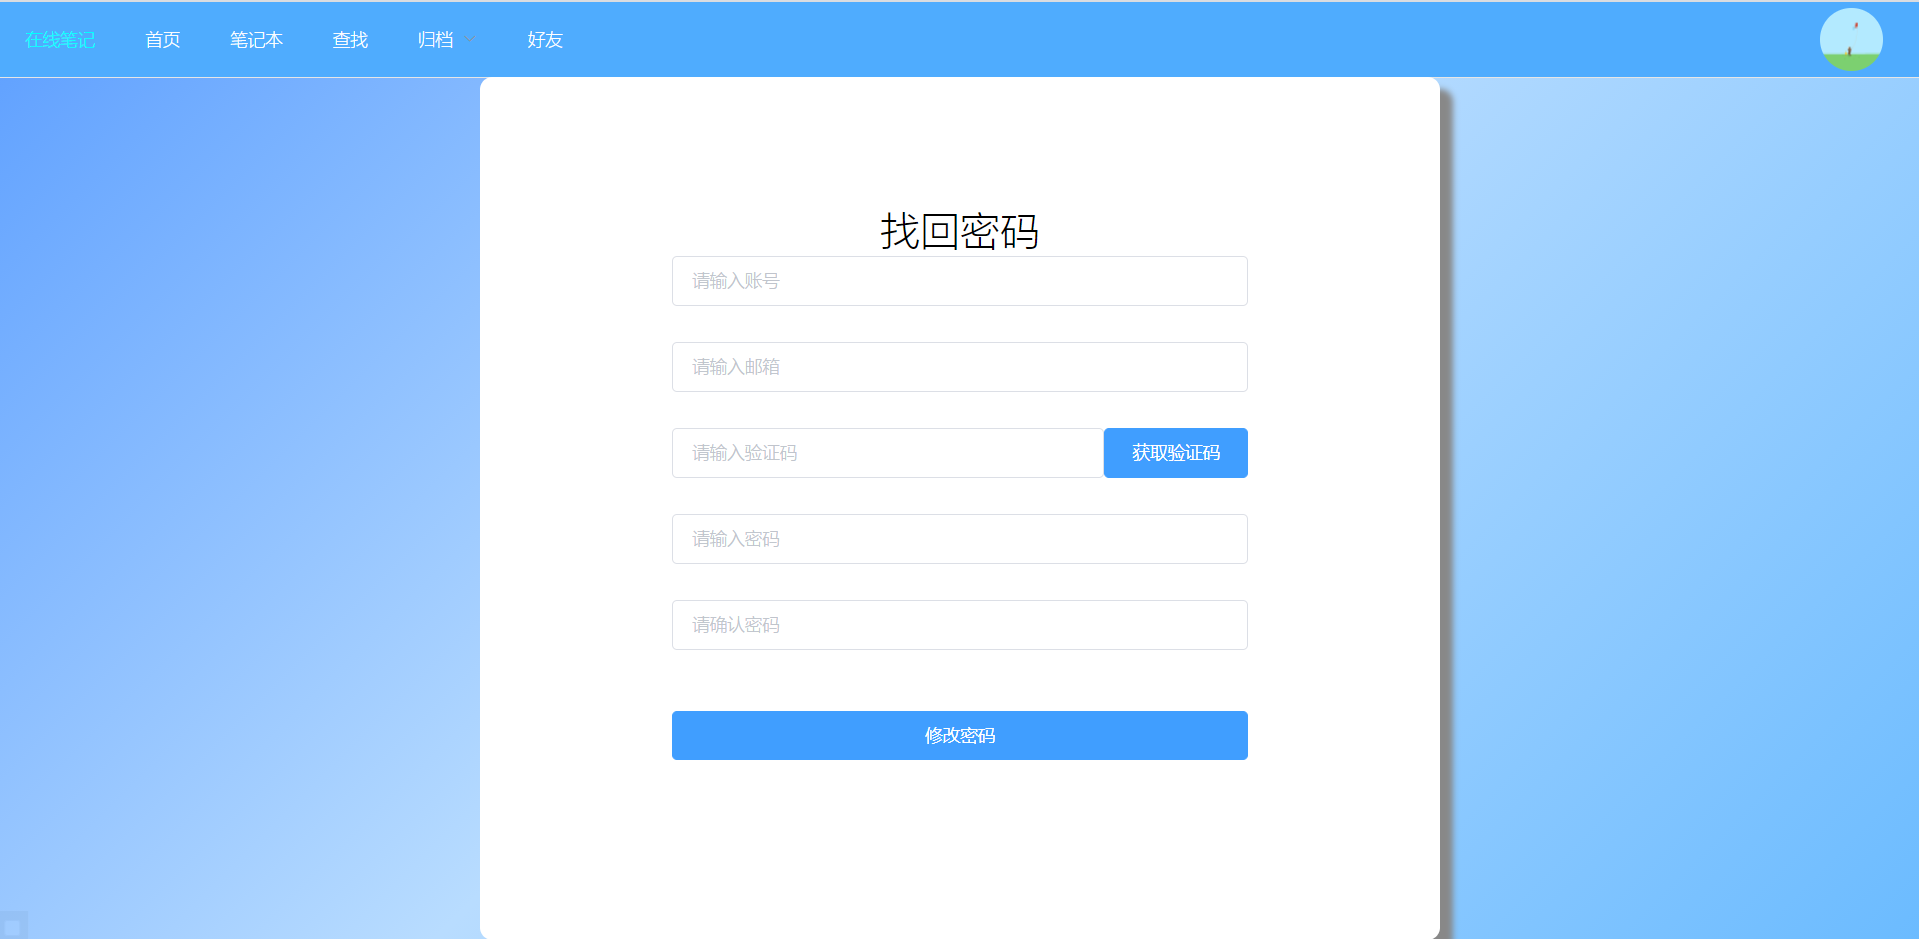 在线笔记 首页 笔记本 查找 归档 好友
找回密码
请输入账号
请输入邮箱
请输入验证码 获取验证码
请输入密码
请确认密码
修改密码